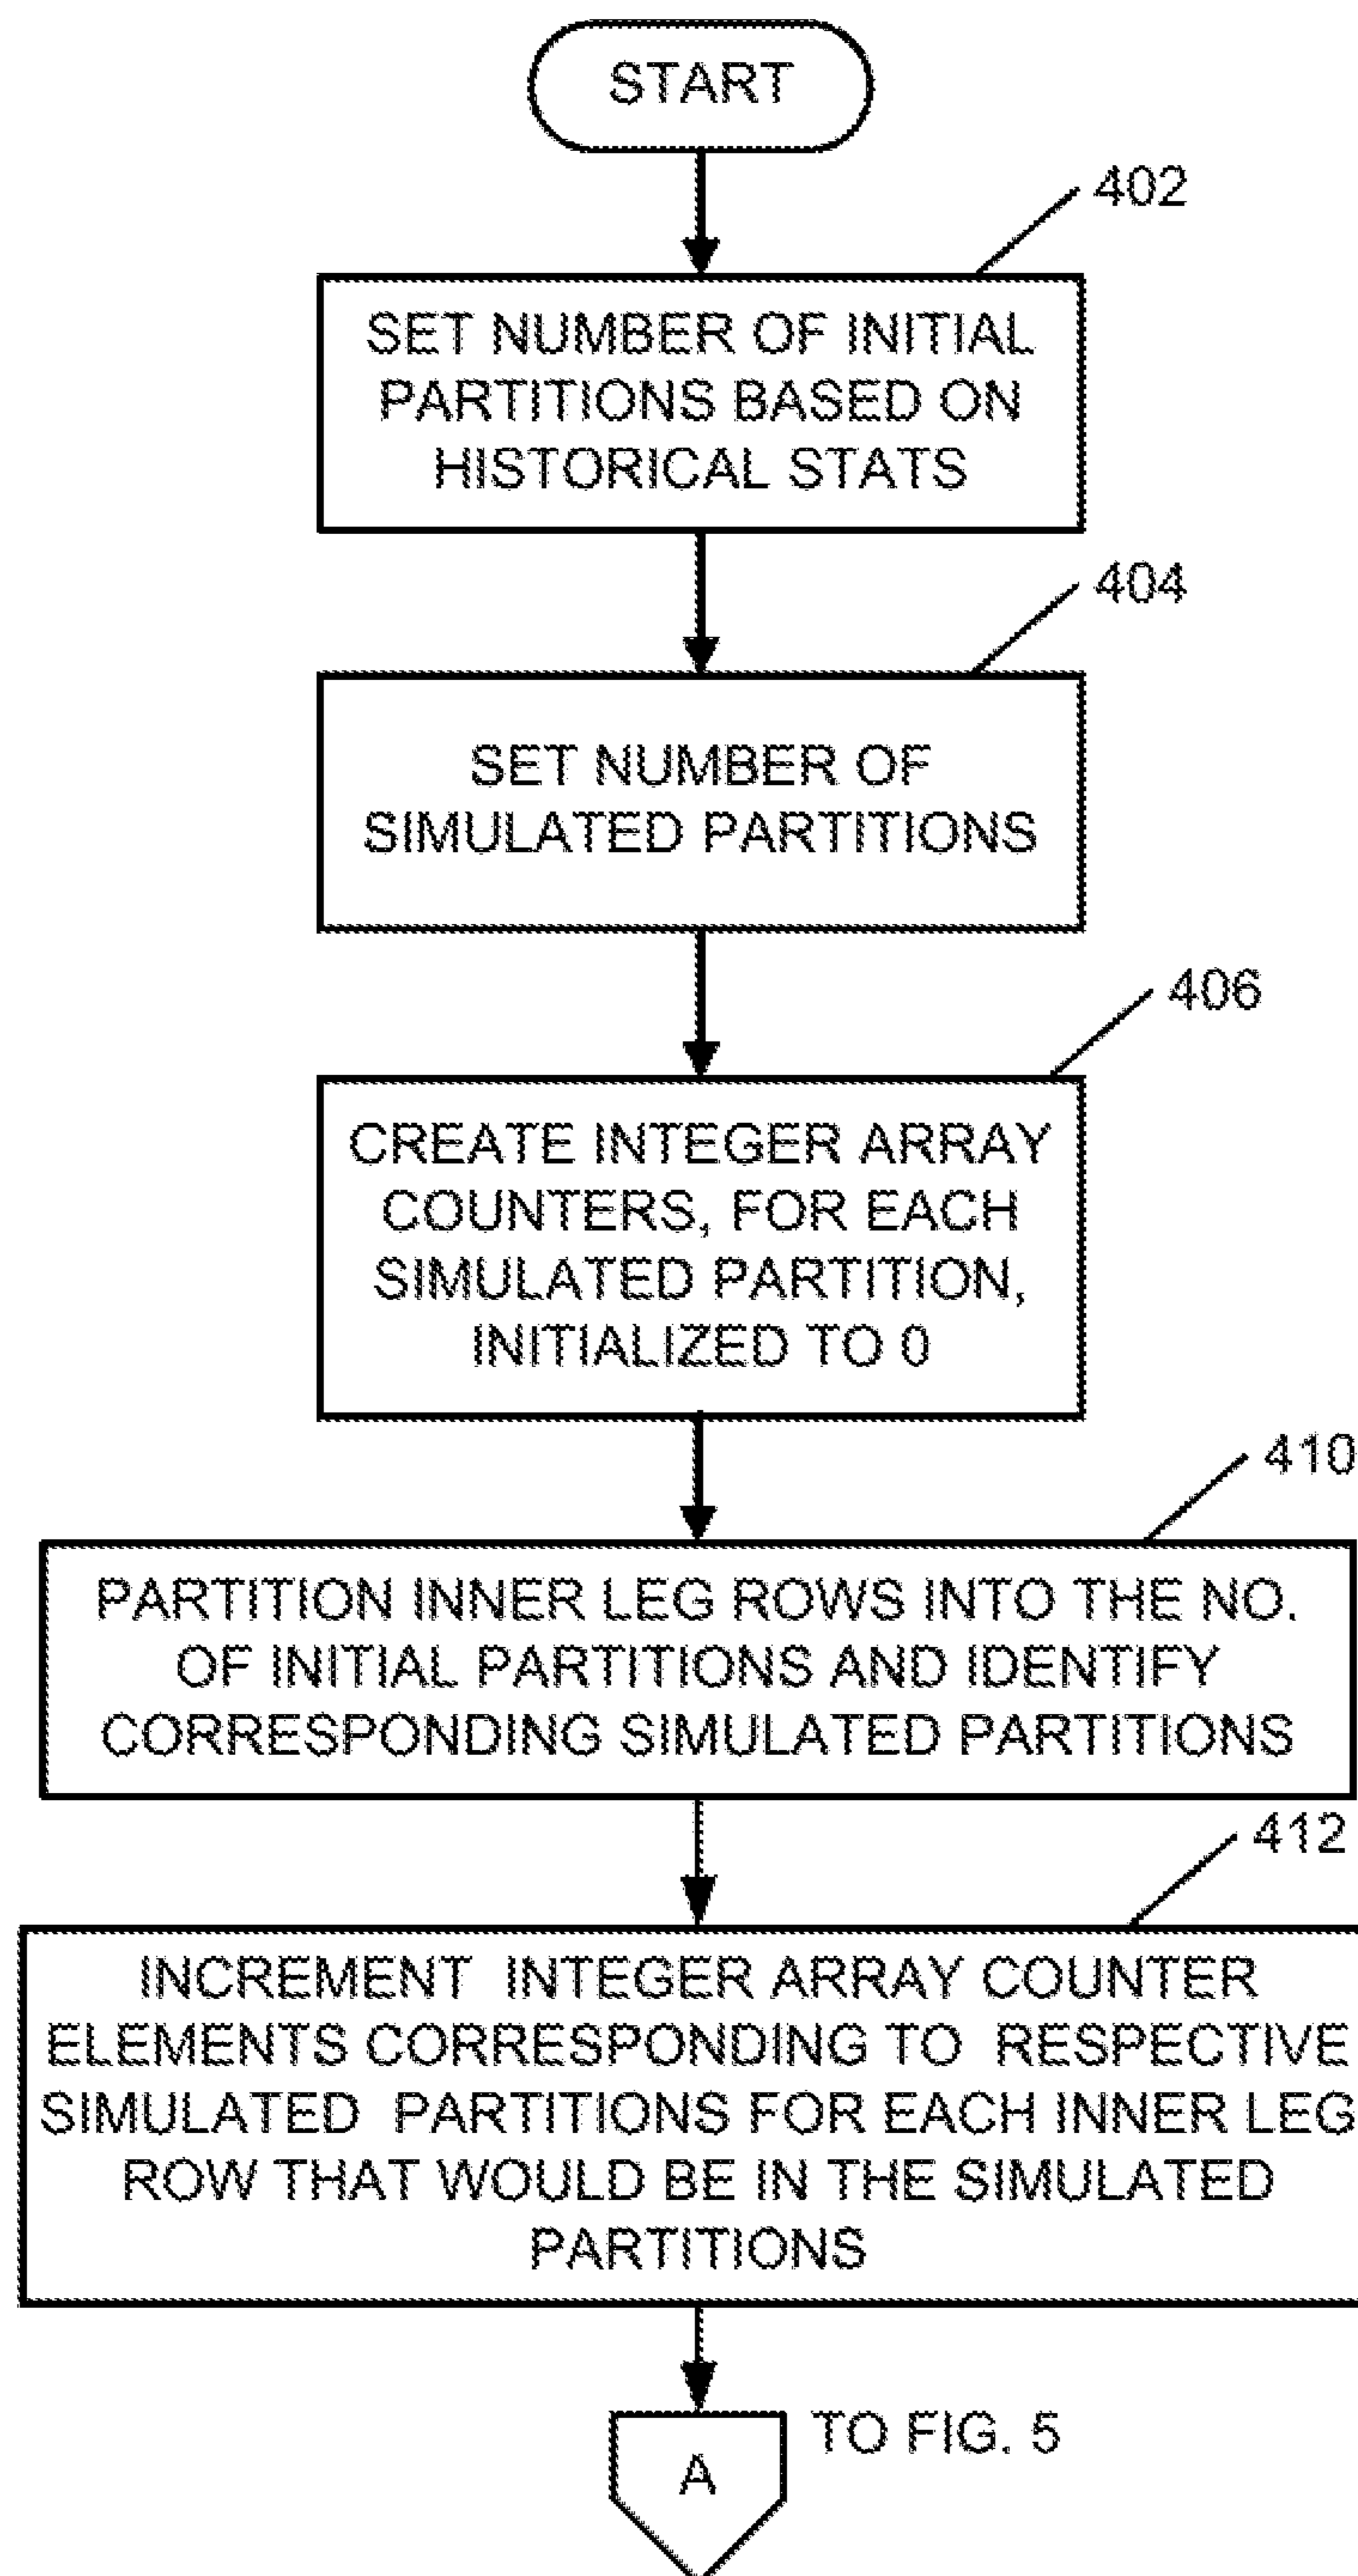 START
402
SET NUMBER OF INITIAL
PARTITIONS BASED ON
HISTORICAL STATS
404
SET NUMBER OF
SIMULATED PARTITIONS
406
CREATE INTEGER ARRAY
COUNTERS, FOR EACH
SIMULATED PARTITION,
INITIALIZED TO 0
410
PARTITION INNER LEG ROWS INTO THE NO.
OF INITIAL PARTITIONS AND IDENTIFY
CORRESPONDING SIMULATED PARTITIONS
412
INCREMENT INTEGER ARRAY COUNTER
ELEMENTS CORRESPONDING TO RESPECTIVE
SIMULATED PARTITIONS FOR EACH INNER LEG
ROW THAT WOULD BE IN THE SIMULATED
PARTITIONS
TO FIG. 5
A